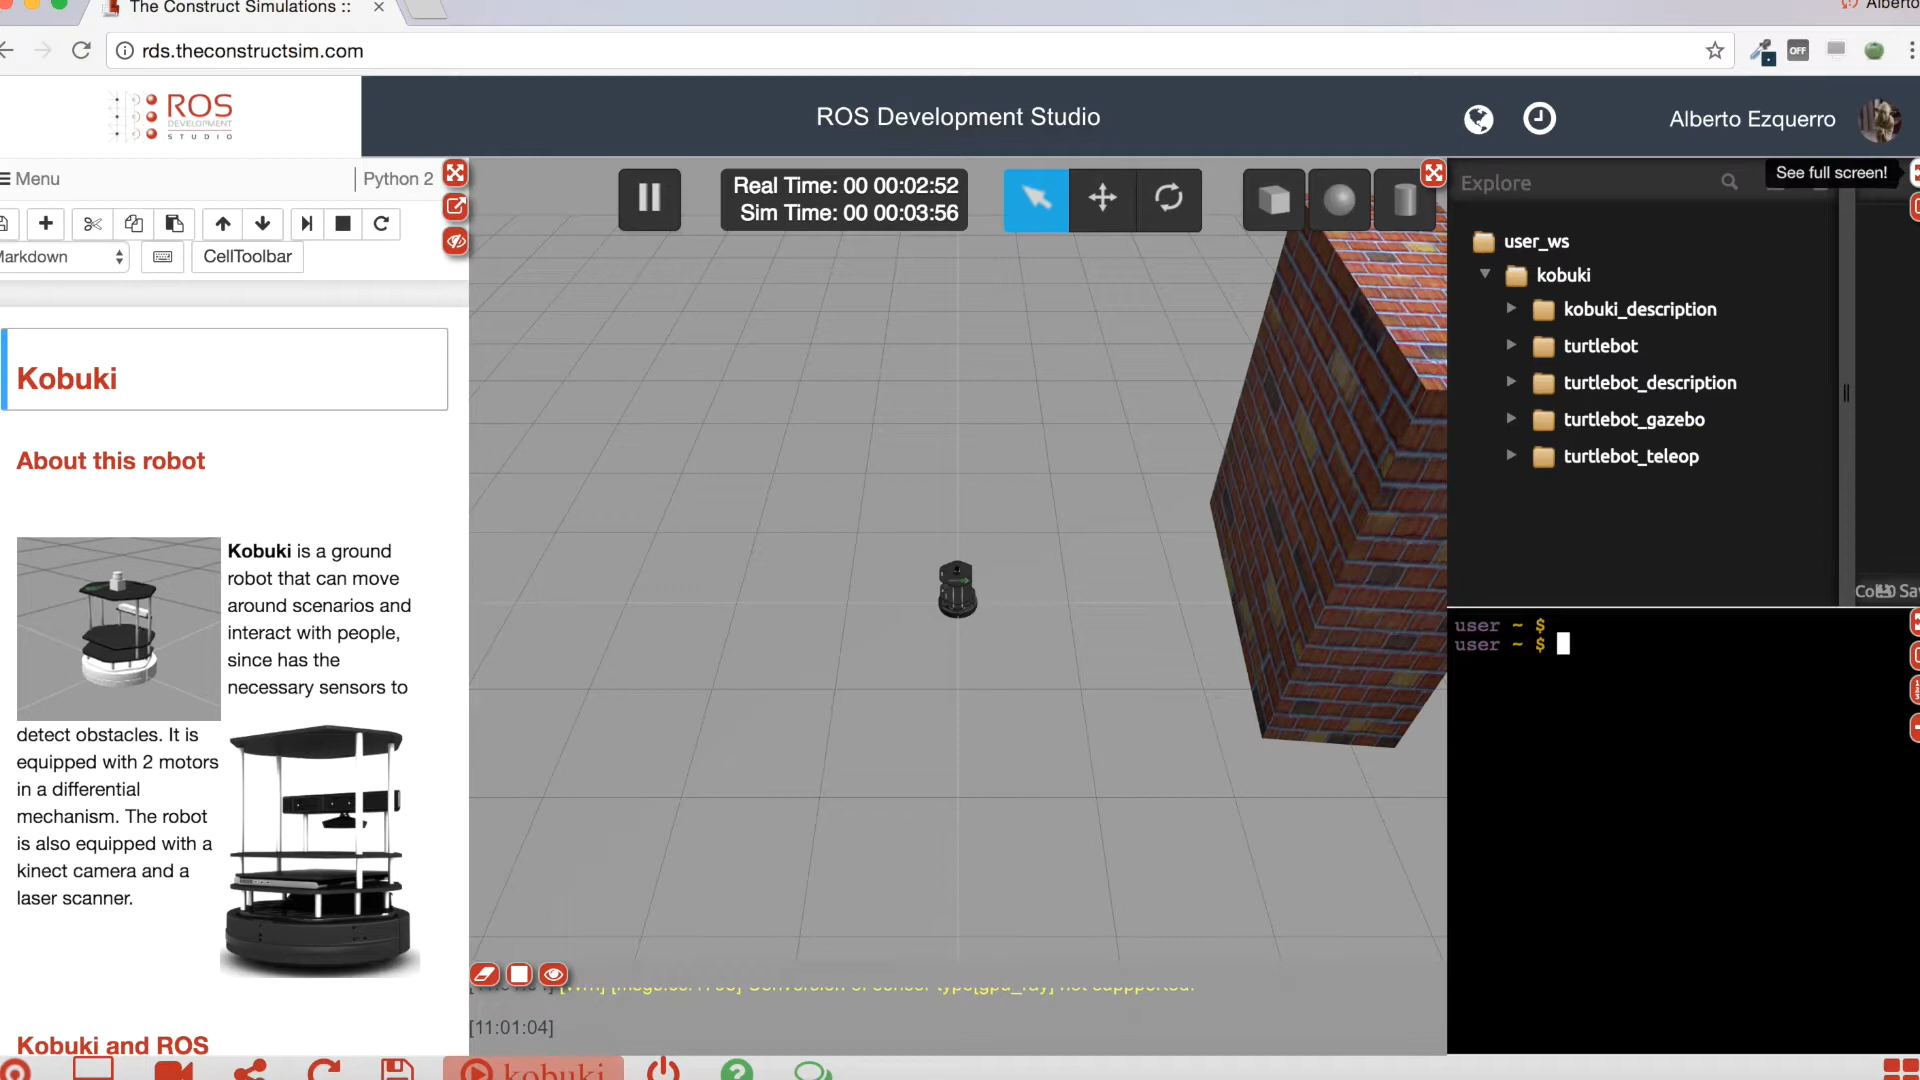 The Construct Simulations ::
Alberto
rds.theconstructsim.com
OFF
ROS
DEVELOPMENT
STUDIO
ROS Development Studio
Alberto Ezquerro
Menu
Python 2
Markdown
CellToolbar
Kobuki
About this robot
Kobuki is a ground
robot that can move
around scenarios and
interact with people,
since has the
necessary sensors to
detect obstacles. It is
equipped with 2 motors
in a differential
mechanism. The robot
is also equipped with a
kinect camera and a
laser scanner.
Kobuki and ROS
Real Time: 00 00:02:52
Sim Time: 00 00:03:56
[11:01:04]
Explore
See full screen!
user_ws
kobuki
kobuki_description
turtlebot
turtlebot_description
turtlebot_gazebo
turtlebot_teleop
user ~ $
user ~ $
kobuki